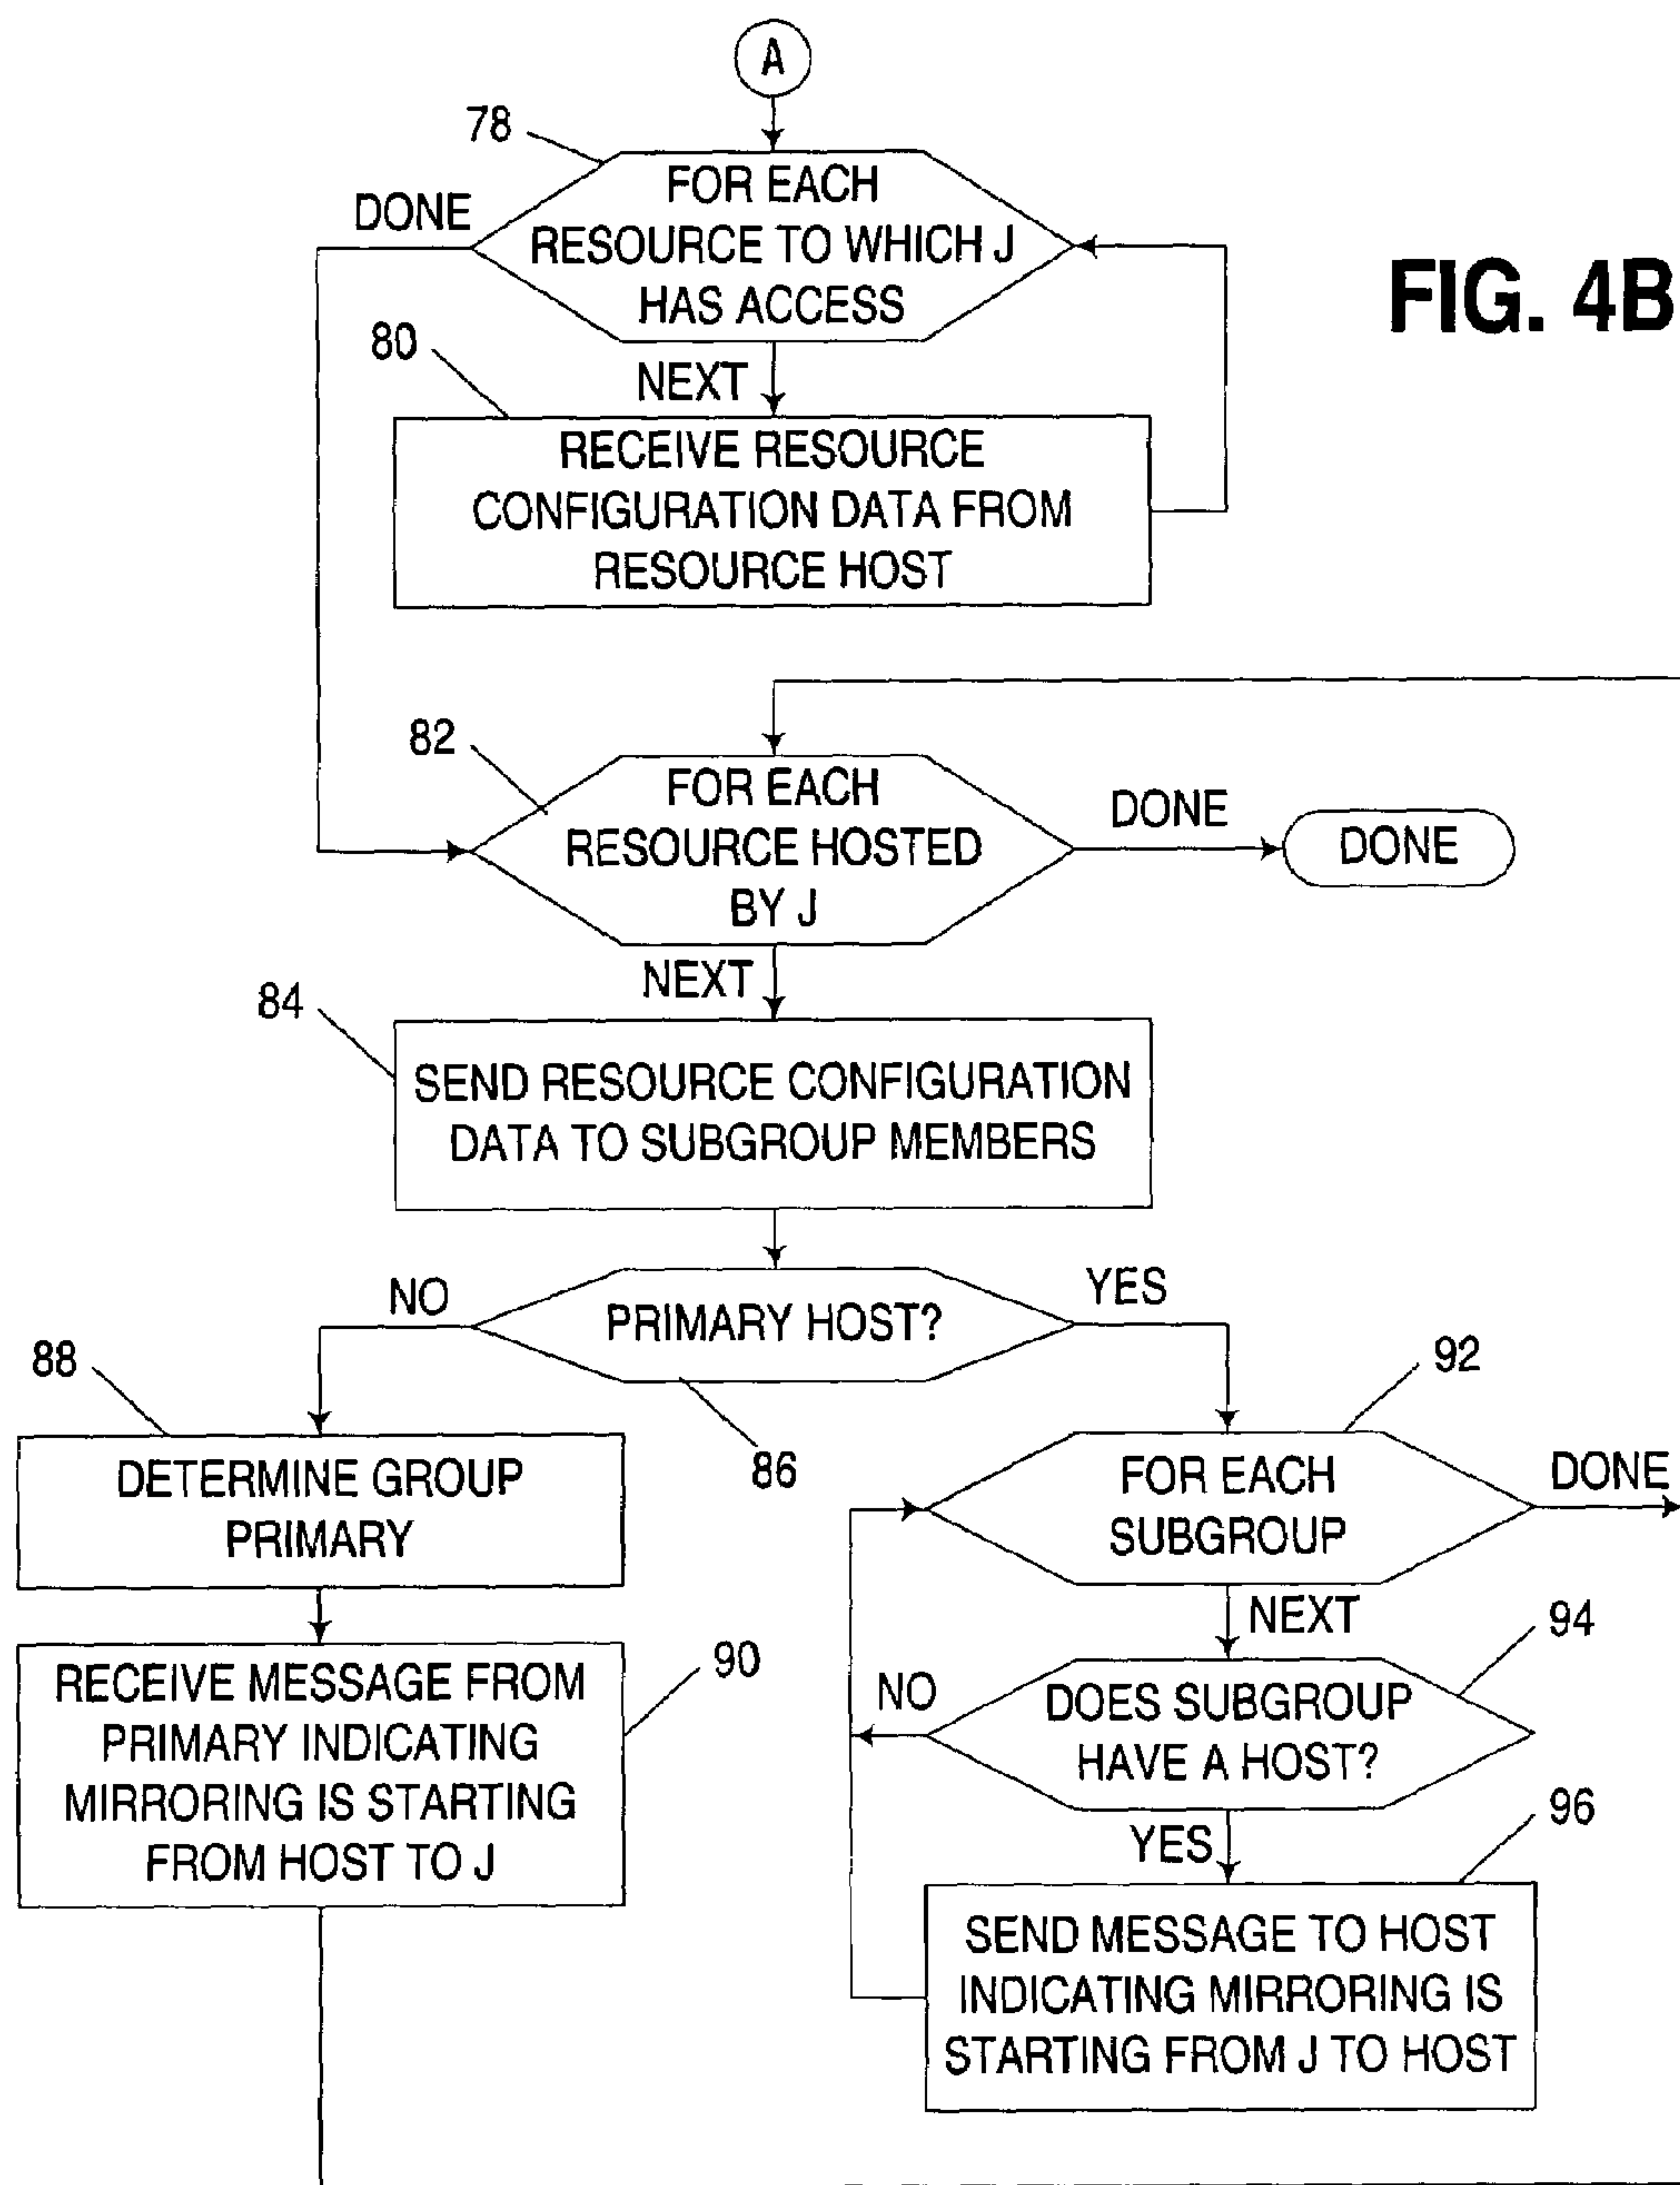 A
78
DONE
FOR EACH
RESOURCE TO WHICH J
HAS ACCESS
FIG. 4B
80
NEXT
RECEIVE RESOURCE
CONFIGURATION DATA FROM
RESOURCE HOST
82
FOR EACH
RESOURCE HOSTED
BY J
DONE
DONE
NEXT
84
SEND RESOURCE CONFIGURATION
DATA TO SUBGROUP MEMBERS
NO
PRIMARY HOST?
YES
86
88
DETERMINE GROUP
PRIMARY
92
FOR EACH
SUBGROUP
DONE
NEXT
RECEIVE MESSAGE FROM
PRIMARY INDICATING
MIRRORING IS STARTING
FROM HOST TO J
90
NO
DOES SUBGROUP
HAVE A HOST?
94
YES
96
SEND MESSAGE TO HOST
INDICATING MIRRORING IS
STARTING FROM J TO HOST